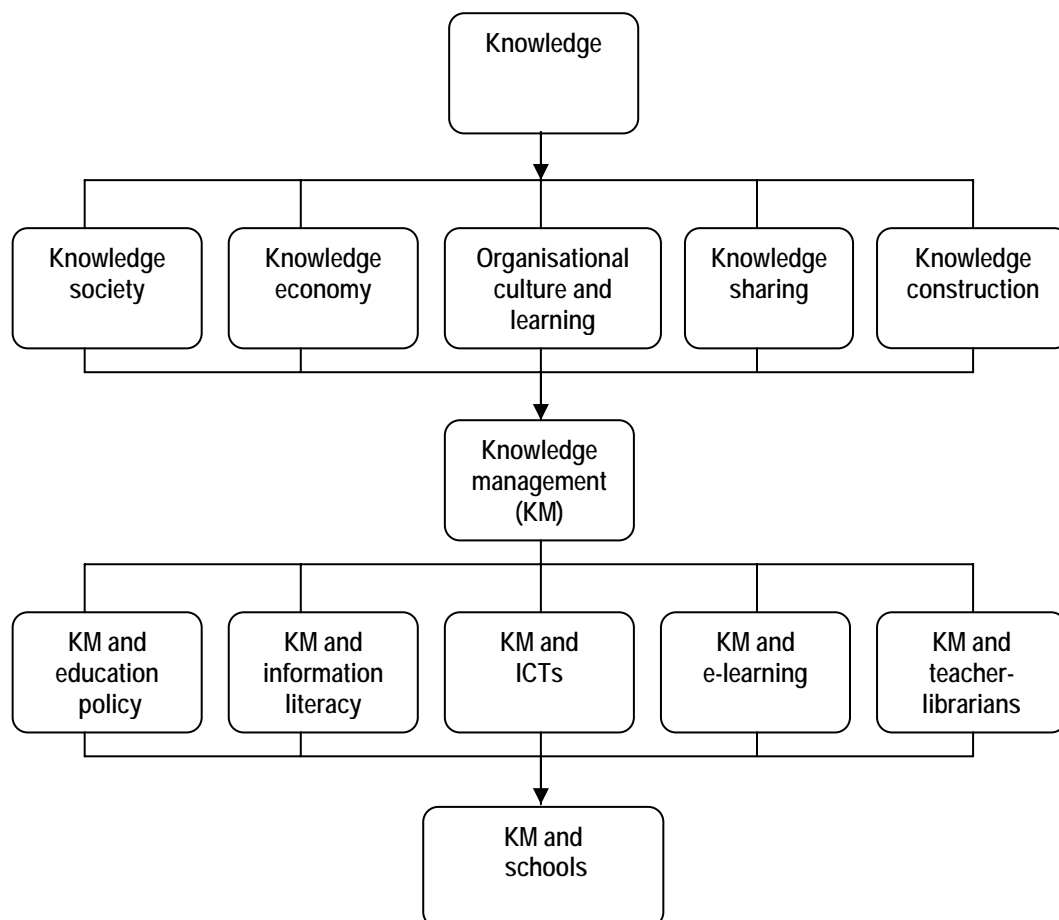 Knowledge
Knowledge
society
Knowledge
economy
Organisational
culture and
learning
Knowledge
sharing
Knowledge
construction
Knowledge
management
(KM)
KM and
education
policy
KM and
information
literacy
KM and
ICTs
KM and
e-learning
KM and
teacher-
librarians
KM and
schools